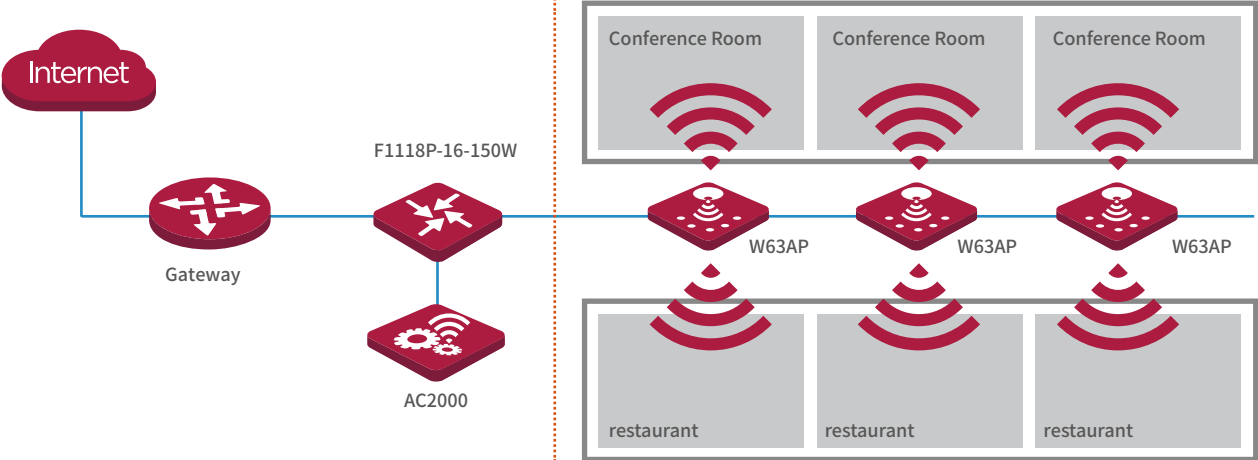 Internet
Conference Room
Conference Room
Conference Room
F1118P-16-150W
W63AP
W63AP
W63AP
Gateway
AC2000
restaurant
restaurant
restaurant